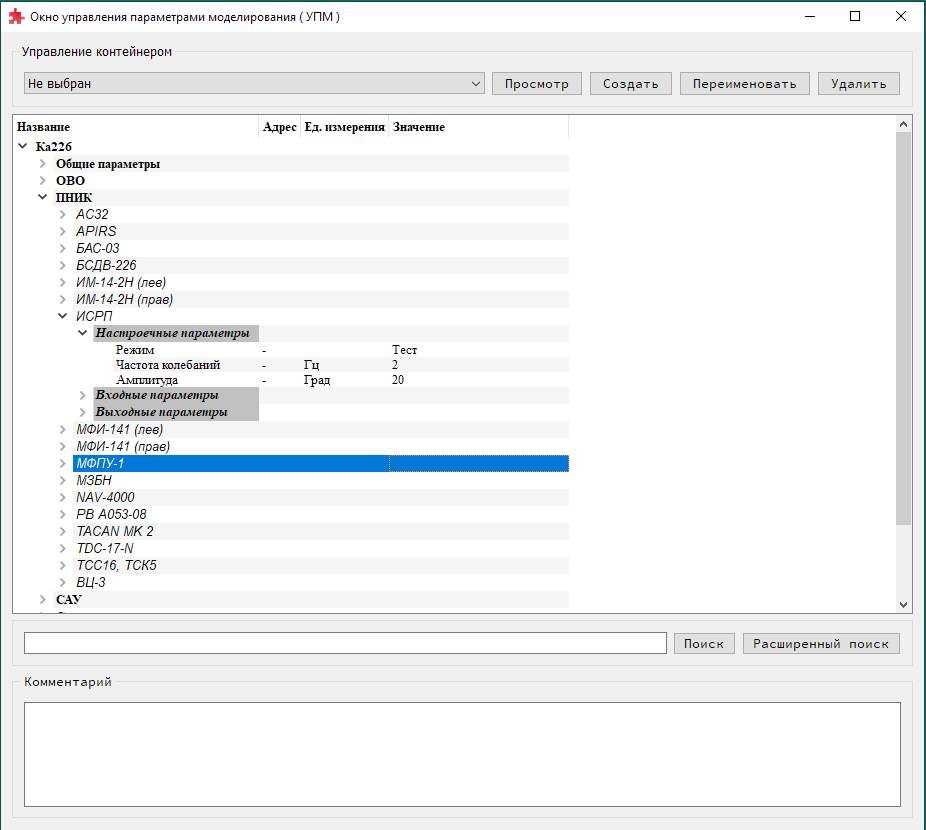 Окно управления параметрами моделирования ( УПМ )
Управление контейнером
Не выбран Просмотр Создать Переименовать Удалить
Название Адрес Ед. измерения Значение
Ка226
Общие параметры
ОВО
ПНИК
АС32
APIRS
БАС-03
БСДВ-226
ИМ-14-2Н (лев)
ИМ-14-2Н (прав)
ИСРП
Настроечные параметры
Режим - Тест
Частота колебаний - Гц 2
Амплитуда - Град 20
Входные параметры
Выходные параметры
МФИ-141 (лев)
МФИ-141 (прав)
МФПУ-1
МЗБН
NAV-4000
РВ А053-08
TACAN MK 2
TDC-17-N
ТСС16, ТСК5
ВЦ-3
САУ
Поиск Расширенный поиск
Комментарий